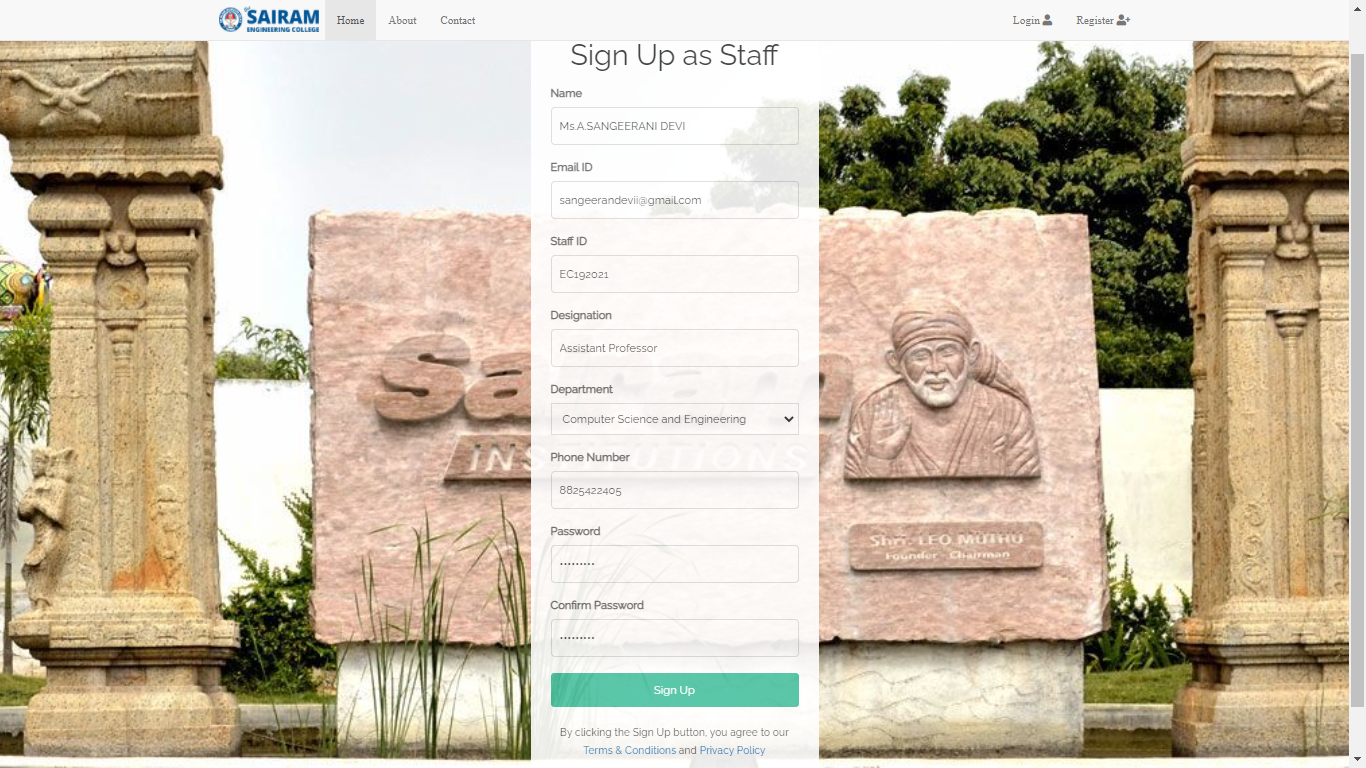 SAIRAM
ENGINEERING COLLEGE
Home
About
Contact
Login
Register
Sign Up as Staff
Name
Ms.A.SANGEERANI DEVI
Email ID
sangeerandevii@gmail.com
Staff ID
EC192021
Designation
Assistant Professor
Department
Computer Science and Engineering
Phone Number
8825422405
Password
•••••••••
Confirm Password
•••••••••
Sign Up
By clicking the Sign Up button, you agree to our
Terms & Conditions and Privacy Policy
INSTITUTIONS
Shri. LEO MUTHU
Founder - Chairman